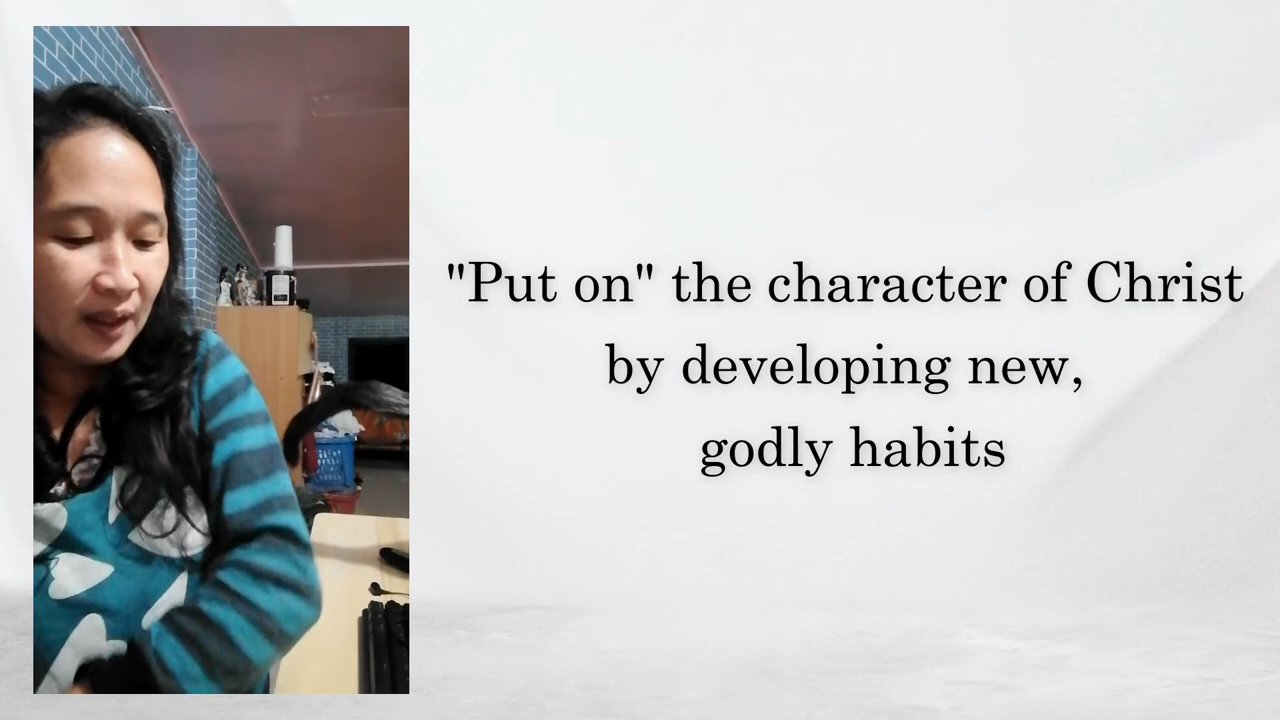 "Put on" the character of Christ
by developing new,
godly habits